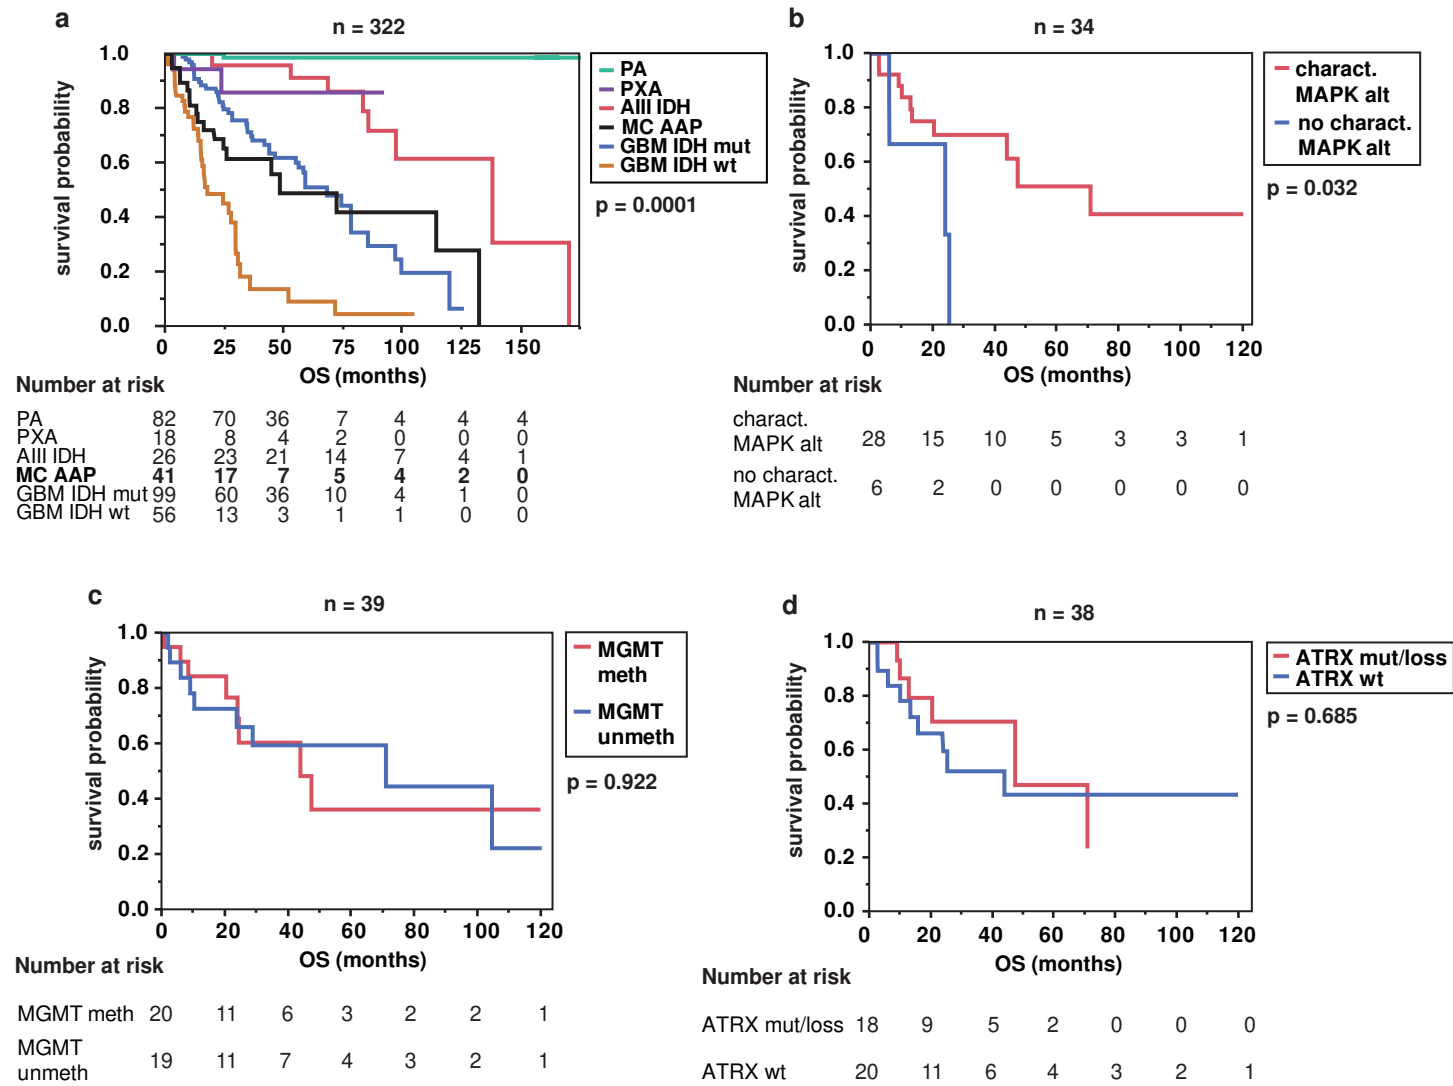 a
n = 322
1.0
0.8
0.6
0.4
0.2
0.0
survival probability
0 25 50 75 100 125 150
OS (months)
PA
PXA
AIII IDH
MC AAP
GBM IDH mut
GBM IDH wt
p = 0.0001
Number at risk
PA 82 70 36 7 4 4 4
PXA 18 8 4 2 0 0 0
AIII IDH 26 23 21 14 7 4 1
MC AAP 41 17 7 5 4 2 0
GBM IDH mut 99 60 36 10 4 1 0
GBM IDH wt 56 13 3 1 1 0 0
b
n = 34
1.0
0.8
0.6
0.4
0.2
0.0
survival probability
0 20 40 60 80 100 120
OS (months)
charact.
MAPK alt
no charact.
MAPK alt
p = 0.032
Number at risk
charact.
MAPK alt 28 15 10 5 3 3 1
no charact.
MAPK alt 6 2 0 0 0 0 0
c
n = 39
1.0
0.8
0.6
0.4
0.2
0.0
survival probability
0 20 40 60 80 100 120
OS (months)
MGMT
meth
MGMT
unmeth
p = 0.922
Number at risk
MGMT meth 20 11 6 3 2 2 1
MGMT
unmeth 19 11 7 4 3 2 1
d
n = 38
1.0
0.8
0.6
0.4
0.2
0.0
survival probability
0 20 40 60 80 100 120
OS (months)
ATRX mut/loss
ATRX wt
p = 0.685
Number at risk
ATRX mut/loss 18 9 5 2 0 0 0
ATRX wt 20 11 6 4 3 2 1